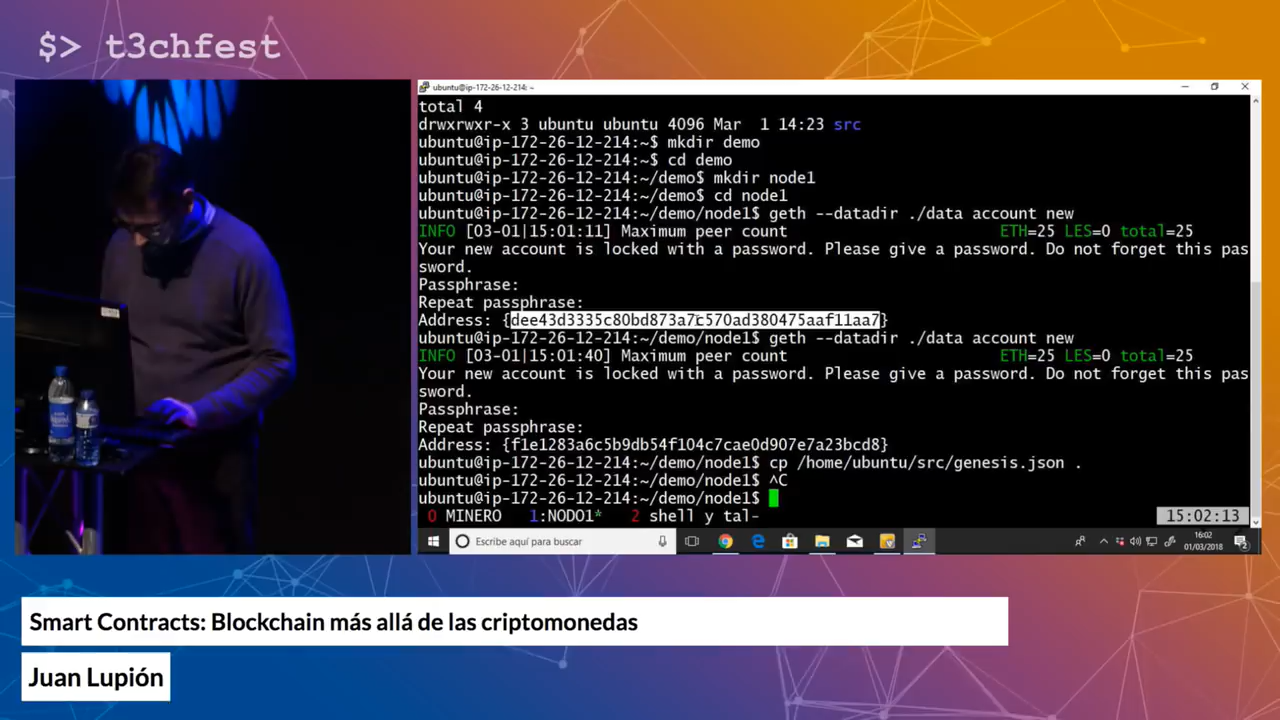 $> t3chfest
ubuntu@ip-172-26-12-214: ~
total 4
drwxrwxr-x 3 ubuntu ubuntu 4096 Mar  1 14:23 src
ubuntu@ip-172-26-12-214:~$ mkdir demo
ubuntu@ip-172-26-12-214:~$ cd demo
ubuntu@ip-172-26-12-214:~/demo$ mkdir node1
ubuntu@ip-172-26-12-214:~/demo$ cd node1
ubuntu@ip-172-26-12-214:~/demo/node1$ geth --datadir ./data account new
INFO [03-01|15:01:11] Maximum peer count                       ETH=25 LES=0 total=25
Your new account is locked with a password. Please give a password. Do not forget this pas
sword.
Passphrase:
Repeat passphrase:
Address: {dee43d3335c80bd873a7c570ad380475aaf11aa7}
ubuntu@ip-172-26-12-214:~/demo/node1$ geth --datadir ./data account new
INFO [03-01|15:01:40] Maximum peer count                       ETH=25 LES=0 total=25
Your new account is locked with a password. Please give a password. Do not forget this pas
sword.
Passphrase:
Repeat passphrase:
Address: {f1e1283a6c5b9db54f104c7cae0d907e7a23bcd8}
ubuntu@ip-172-26-12-214:~/demo/node1$ cp /home/ubuntu/src/genesis.json .
ubuntu@ip-172-26-12-214:~/demo/node1$ ^C
ubuntu@ip-172-26-12-214:~/demo/node1$
0 MINERO  1:NODO1*  2 shell y tal-  15:02:13
Escribe aquí para buscar
16:02
01/03/2018
Smart Contracts: Blockchain más allá de las criptomonedas
Juan Lupión